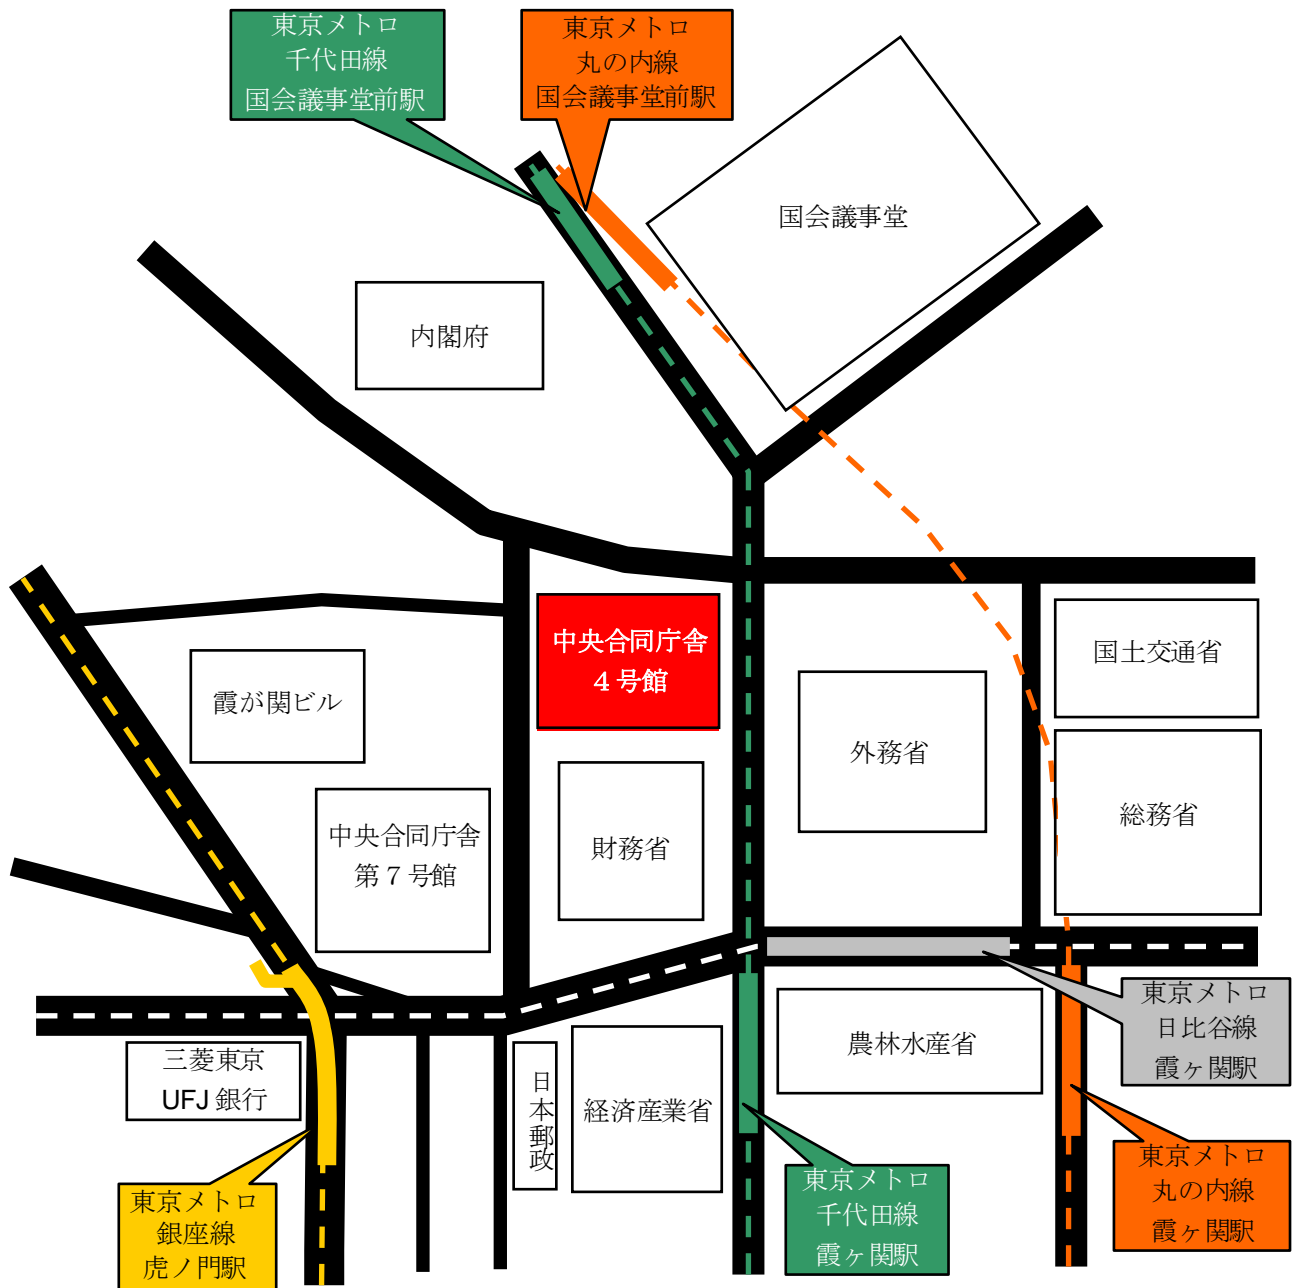 東京メトロ
千代田線
国会議事堂前駅
東京メトロ
丸の内線
国会議事堂前駅
国会議事堂
内閣府
中央合同庁舎
4 号館
国土交通省
霞が関ビル
外務省
総務省
中央合同庁舎
第 7 号館
財務省
東京メトロ
日比谷線
霞ヶ関駅
農林水産省
三菱東京
UFJ 銀行
日本郵政
経済産業省
東京メトロ
銀座線
虎ノ門駅
東京メトロ
千代田線
霞ヶ関駅
東京メトロ
丸の内線
霞ヶ関駅